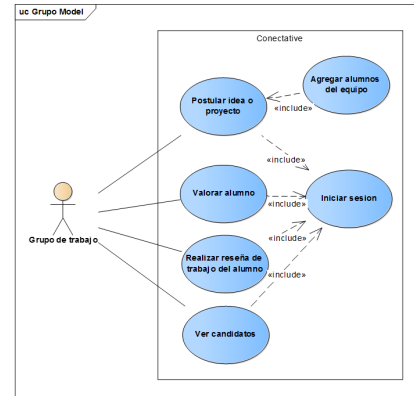 uc Grupo Model
Conectative
Agregar alumnos
del equipo
Postular idea o
proyecto
«include»
«include»
Valorar alumno
Iniciar sesion
«include»
Grupo de trabajo
«include»
Realizar reseña de
trabajo del alumno
«include»
Ver candidatos